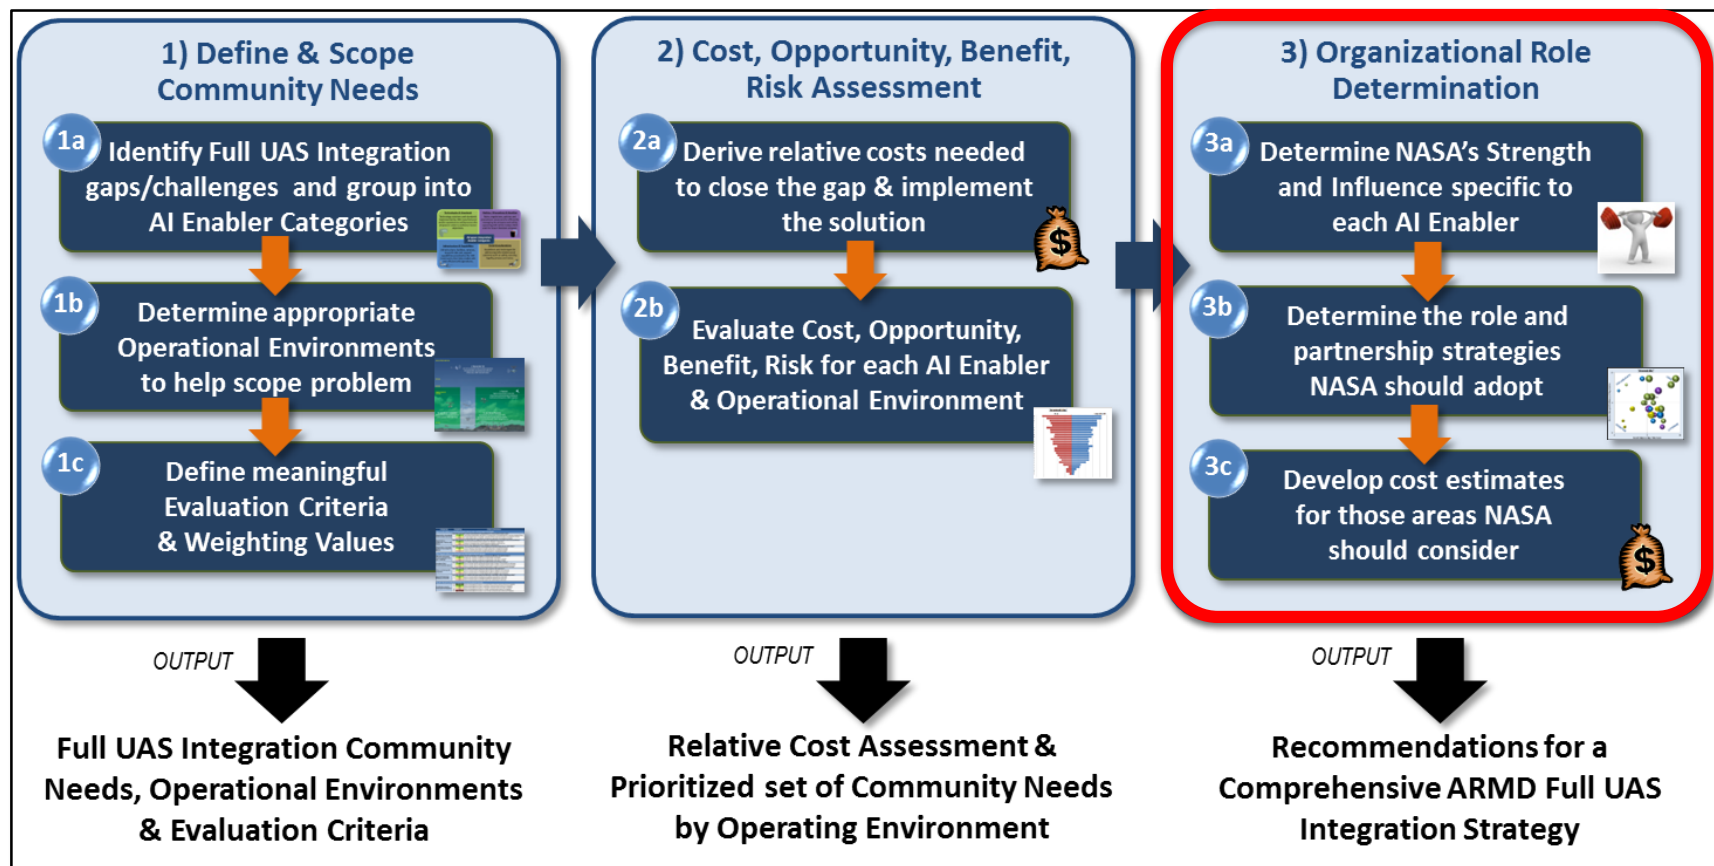 1) Define & Scope
Community Needs
1a
Identify Full UAS Integration
gaps/challenges and group into
AI Enabler Categories
1b
Determine appropriate
Operational Environments
to help scope problem
1c
Define meaningful
Evaluation Criteria
& Weighting Values
OUTPUT
Full UAS Integration Community
Needs, Operational Environments
& Evaluation Criteria
2) Cost, Opportunity, Benefit,
Risk Assessment
2a
Derive relative costs needed
to close the gap & implement
the solution
$
2b
Evaluate Cost, Opportunity,
Benefit, Risk for each AI Enabler
& Operational Environment
OUTPUT
Relative Cost Assessment &
Prioritized set of Community Needs
by Operating Environment
3) Organizational Role
Determination
3a
Determine NASA's Strength
and Influence specific to
each AI Enabler
3b
Determine the role and
partnership strategies
NASA should adopt
3c
Develop cost estimates
for those areas NASA
should consider
$
OUTPUT
Recommendations for a
Comprehensive ARMD Full UAS
Integration Strategy